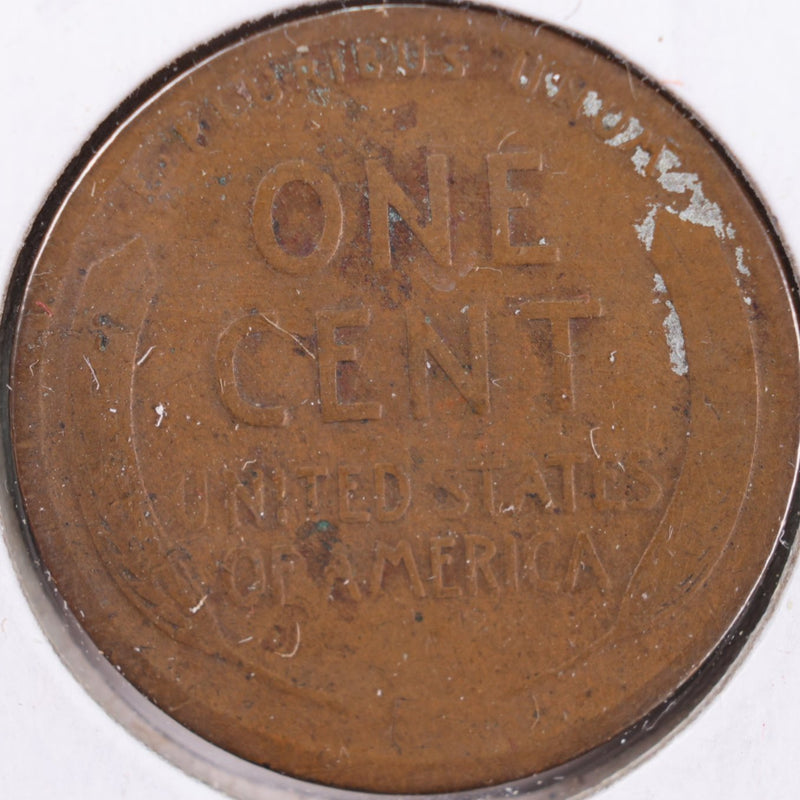 ONE
CENT
UNITED STATES
OF AMERICA